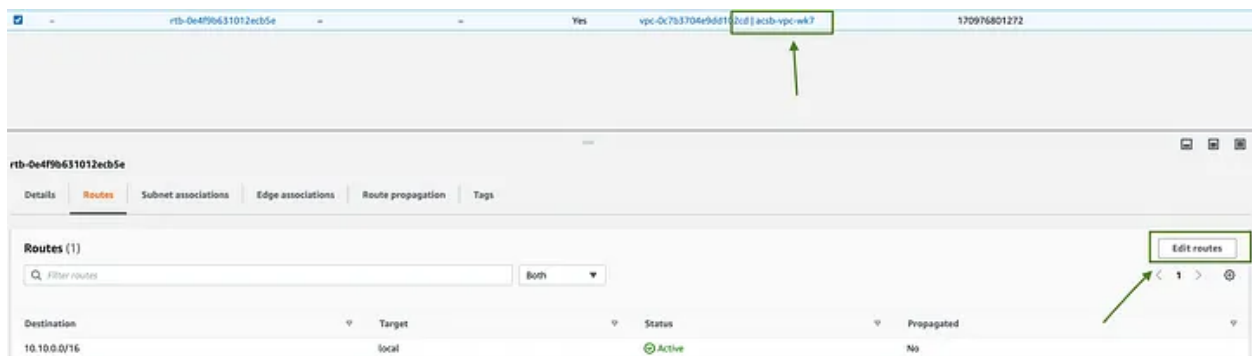 - rtb-0e4f9b631012ecb5e - - Yes vpc-0c7b3704e9dd102cd | acsb-vpc-wk7 170976801272
rtb-0e4f9b631012ecb5e
Details Routes Subnet associations Edge associations Route propagation Tags
Routes (1) Edit routes
Filter routes Both 1
Destination Target Status Propagated
10.10.0.0/16 local Active No